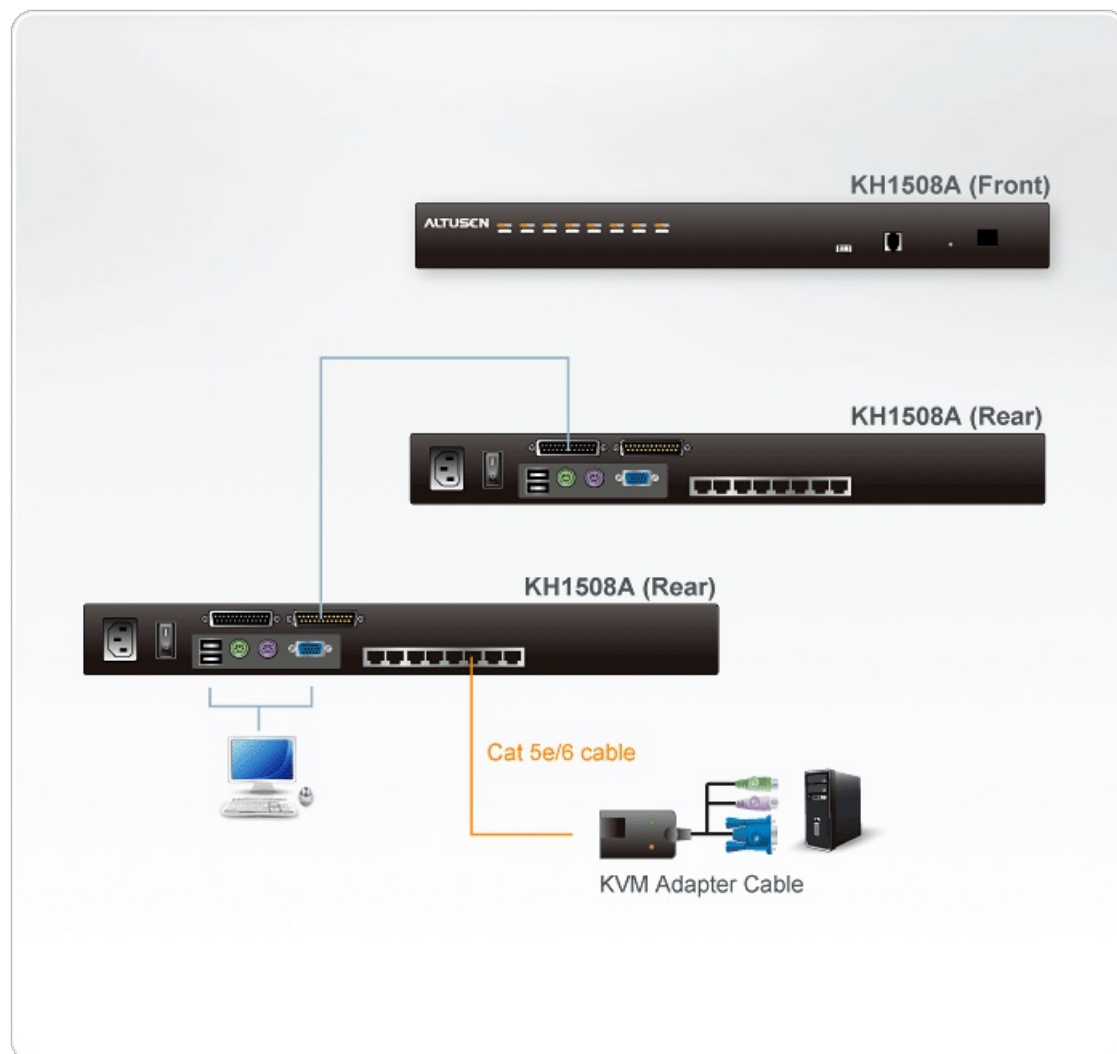 KH1508A (Front)
ALTUSEN
KH1508A (Rear)
KH1508A (Rear)
Cat 5e/6 cable
KVM Adapter Cable